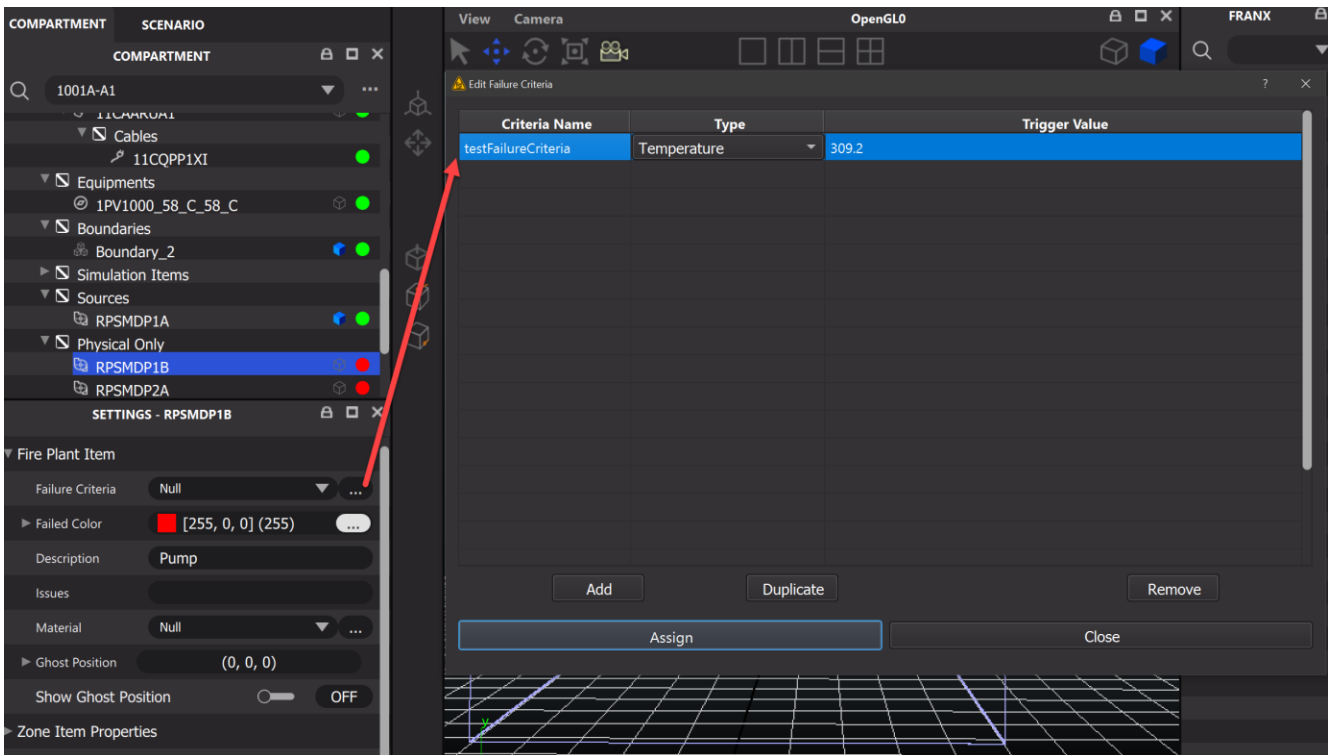 COMPARTMENT SCENARIO
COMPARTMENT
1001A-A1
...
11CAARUA1
Cables
11CQPP1XI
Equipments
1PV1000_58_C_58_C
Boundaries
Boundary_2
Simulation Items
Sources
RPSMDP1A
Physical Only
RPSMDP1B
RPSMDP2A
SETTINGS - RPSMDP1B
Fire Plant Item
Failure Criteria Null ...
Failed Color [255, 0, 0] (255) ...
Description Pump
Issues
Material Null ...
Ghost Position (0, 0, 0)
Show Ghost Position OFF
Zone Item Properties
View Camera OpenGL0
FRANX
Edit Failure Criteria ?
Criteria Name Type Trigger Value
testFailureCriteria Temperature 309.2
Add Duplicate Remove
Assign Close
y